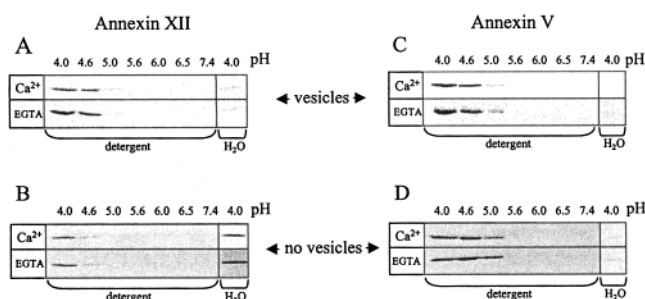 Annexin XII Annexin V
A C
4.0 4.6 5.0 5.6 6.0 6.5 7.4 4.0 pH 4.0 4.6 5.0 5.6 6.0 6.5 7.4 4.0 pH
Ca²⁺ Ca²⁺
vesicles
EGTA EGTA
detergent H₂O detergent H₂O
B D
4.0 4.6 5.0 5.6 6.0 6.5 7.4 4.0 pH 4.0 4.6 5.0 5.6 6.0 6.5 7.4 4.0 pH
Ca²⁺ Ca²⁺
no vesicles
EGTA EGTA
detergent H₂O detergent H₂O